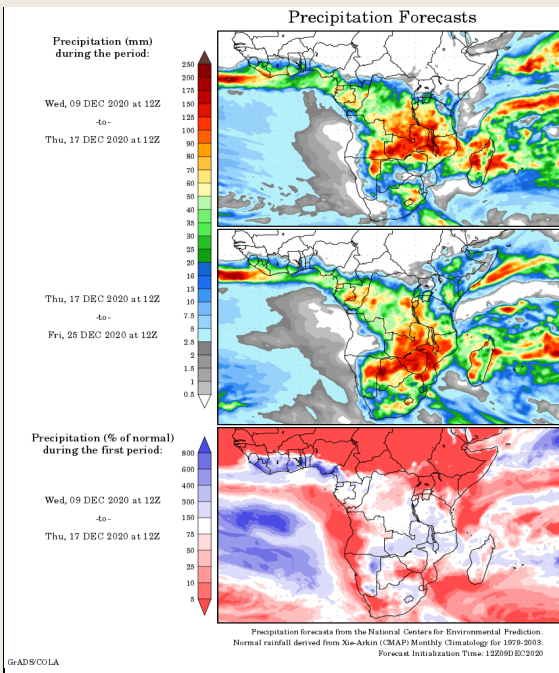 Precipitation Forecasts
Precipitation (mm)
during the period:
Wed, 09 DEC 2020 at 12Z
-to-
Thu, 17 DEC 2020 at 12Z
250
200
175
150
125
100
90
80
70
60
50
40
35
30
25
20
16
13
10
7.5
5
2.5
2
1.5
1
0.5
Thu, 17 DEC 2020 at 12Z
-to-
Fri, 25 DEC 2020 at 12Z
Precipitation (% of normal)
during the first period:
Wed, 09 DEC 2020 at 12Z
-to-
Thu, 17 DEC 2020 at 12Z
800
600
400
300
150
75
50
25
10
5
Precipitation forecasts from the National Centers for Environmental Prediction.
Normal rainfall derived from Xie-Arkin (CMAP) Monthly Climatology for 1979-2003.
Forecast Initialization Time: 12Z09DEC2020
GrADS/COLA